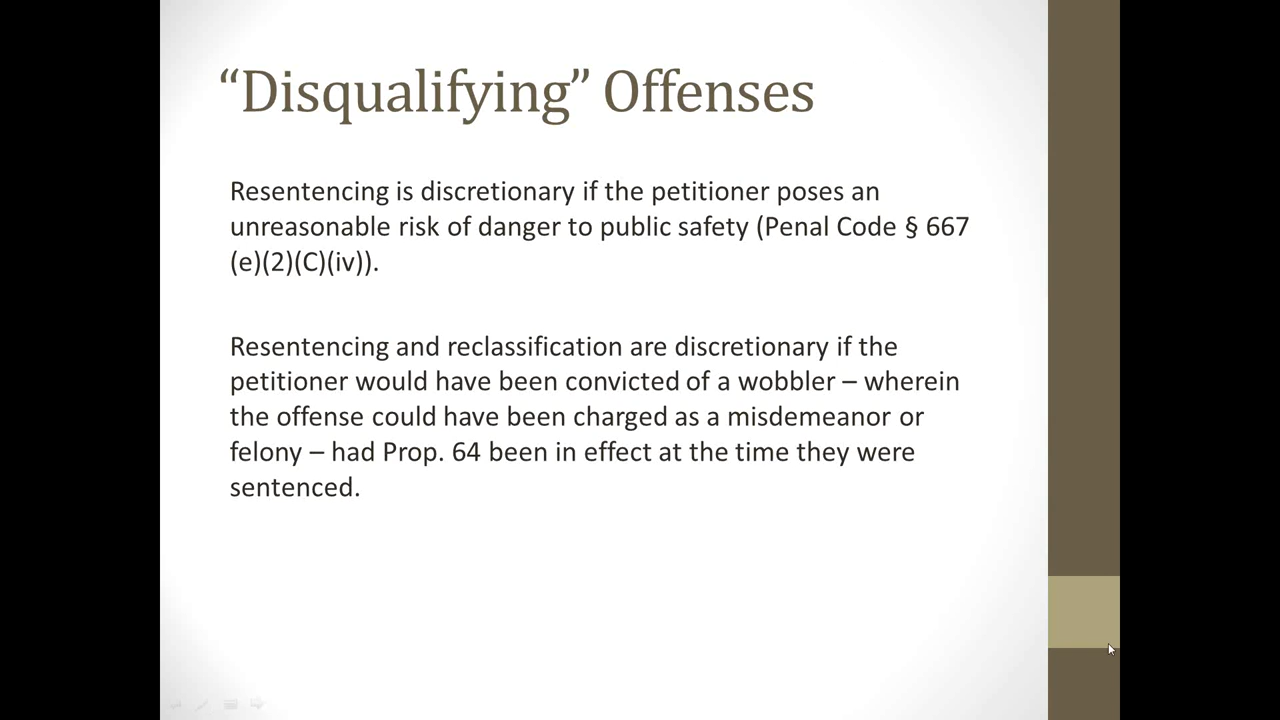 “Disqualifying” Offenses
Resentencing is discretionary if the petitioner poses an
unreasonable risk of danger to public safety (Penal Code § 667
(e)(2)(C)(iv)).
Resentencing and reclassification are discretionary if the
petitioner would have been convicted of a wobbler – wherein
the offense could have been charged as a misdemeanor or
felony – had Prop. 64 been in effect at the time they were
sentenced.